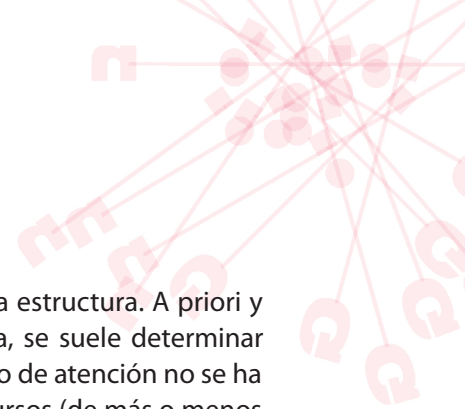 a estructura. A priori y
a, se suele determinar
o de atención no se ha
ursos (de más o menos